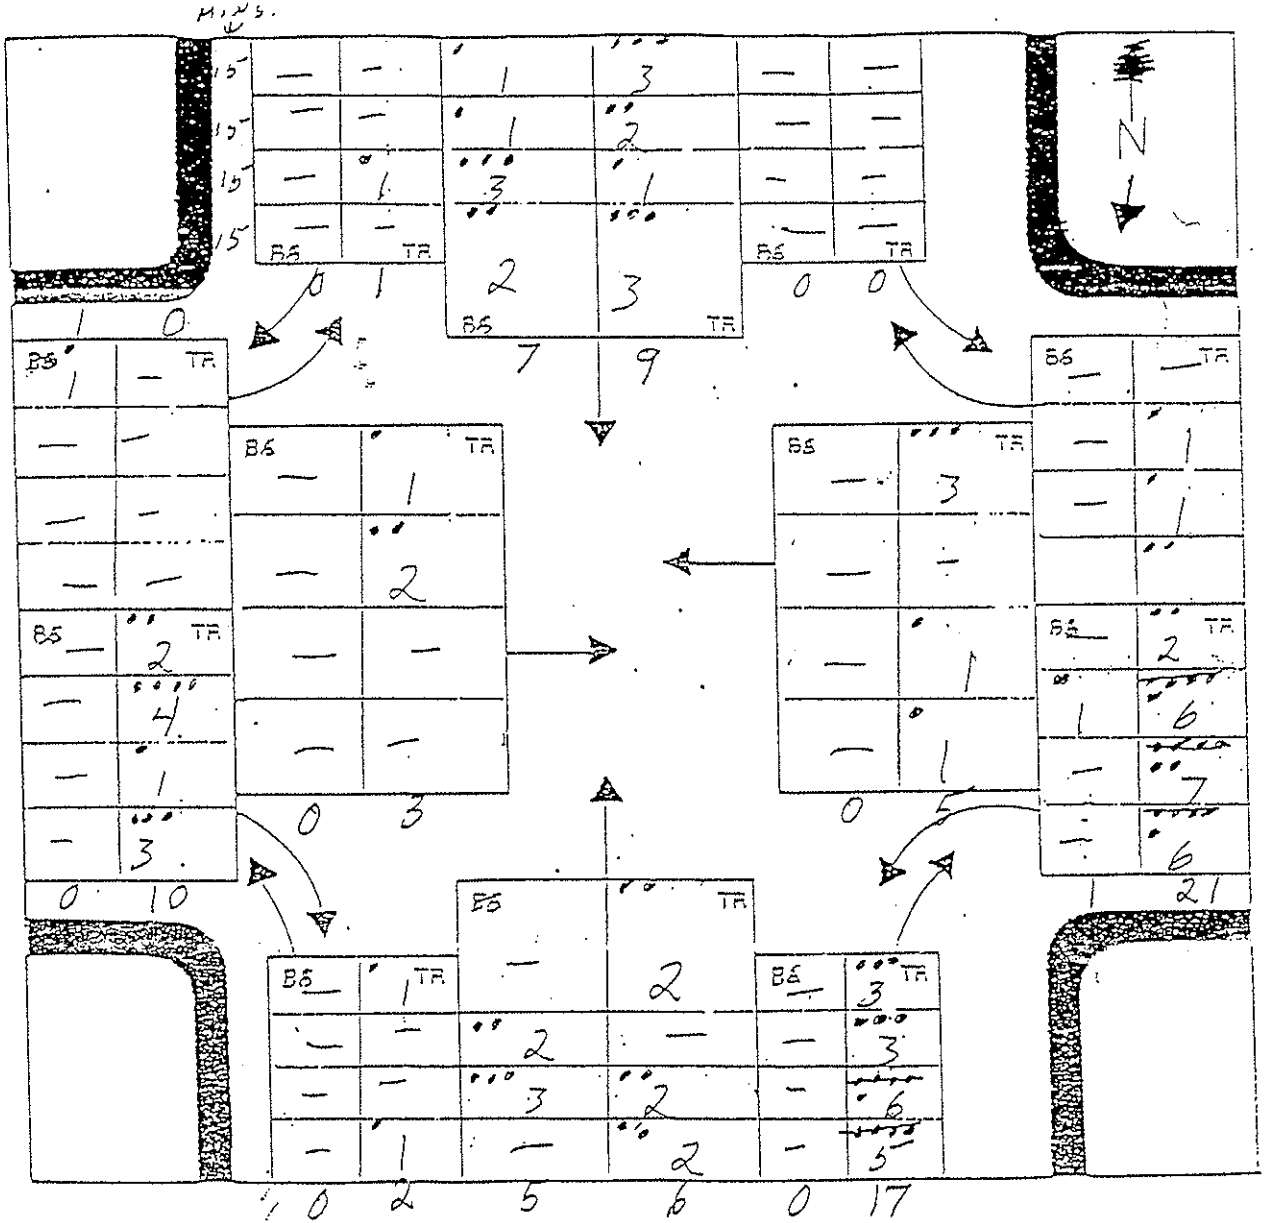 MINS.
15 — — 1 3 — —
15 — — 1 2 — —
15 — 1 3 1 — —
15 — — 2 3 — —
BS TR BS TR BS TR
0 1 7 9 0 0
N
1 0
BS 1 — TR
— —
— —
— —
BS — 2 TR
— 4
— 1
— 3
0 10
BS — 1 TR
— 2
— —
— —
0 3
BS — 3 TR
— -
— 1
— 1
0 5
BS — — TR
— 1
— 1
BS — 2 TR
1 6
— 7
— 6
1 21
BS TR BS TR BS TR
— 1 — 2 — 3
— — 2 — — 3
— — 3 2 - 6
— 1 — 2 - 5
0 2 5 6 0 17